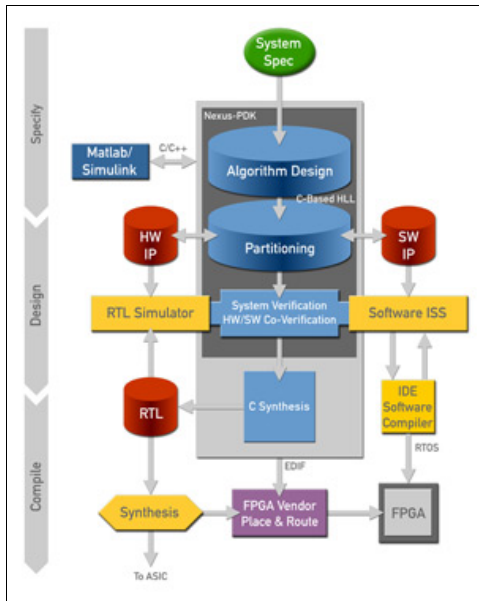 System
Spec
Specify
Nexus-PDK
Matlab/
Simulink
C/C++
Algorithm Design
C-Based HLL
HW
IP
Partitioning
SW
IP
Design
RTL Simulator
System Verification
HW/SW Co-Verification
Software ISS
RTL
C Synthesis
IDE
Software
Compiler
RTOS
Compile
EDIF
Synthesis
FPGA Vendor
Place & Route
FPGA
To ASIC